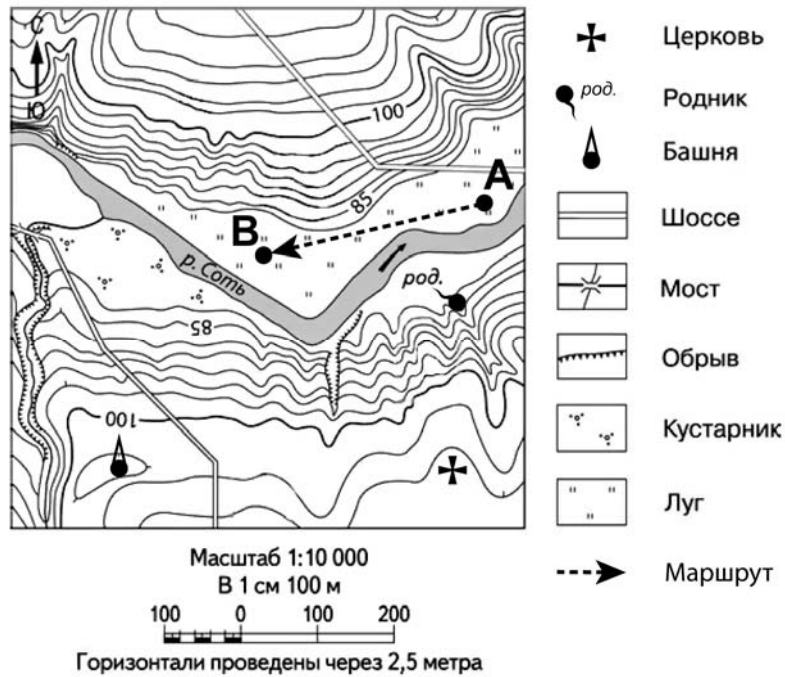 С
Ю
100
85
А
В
р. Соть
род.
85
100
Церковь
род.
Родник
Башня
Шоссе
Мост
Обрыв
Кустарник
Луг
Маршрут
Масштаб 1:10 000
В 1 см 100 м
100 0 100 200
Горизонтали проведены через 2,5 метра